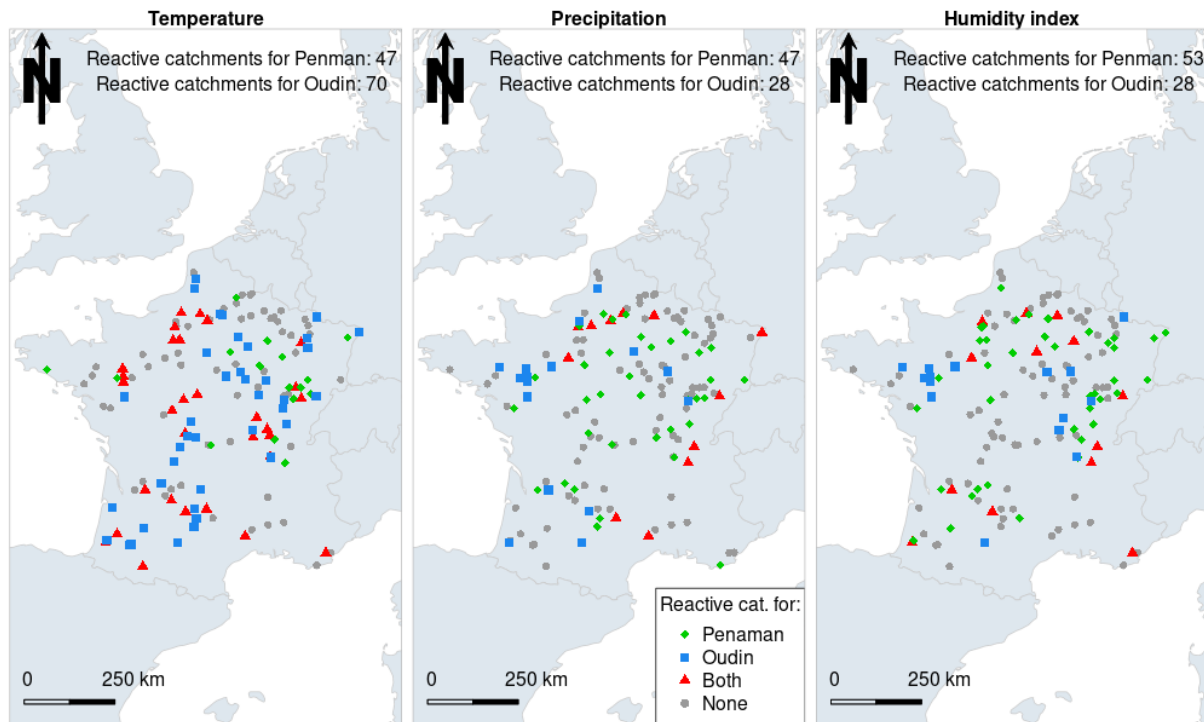 Temperature
N
Reactive catchments for Penman: 47
Reactive catchments for Oudin: 70
0 250 km
Precipitation
N
Reactive catchments for Penman: 47
Reactive catchments for Oudin: 28
0 250 km
Reactive cat. for:
Penaman
Oudin
Both
None
Humidity index
N
Reactive catchments for Penman: 53
Reactive catchments for Oudin: 28
0 250 km